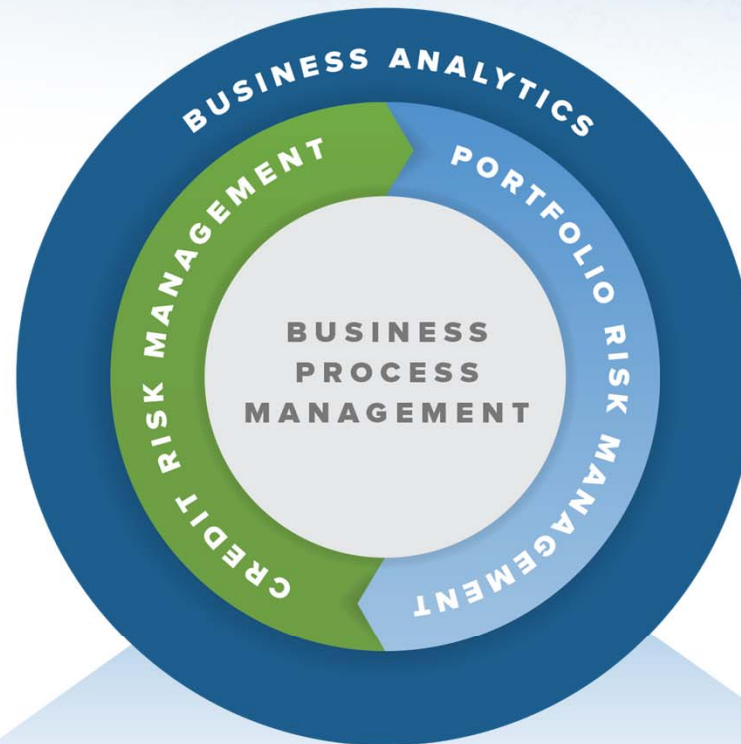 BUSINESS ANALYTICS
CREDIT RISK MANAGEMENT
PORTFOLIO RISK MANAGEMENT
BUSINESS
PROCESS
MANAGEMENT